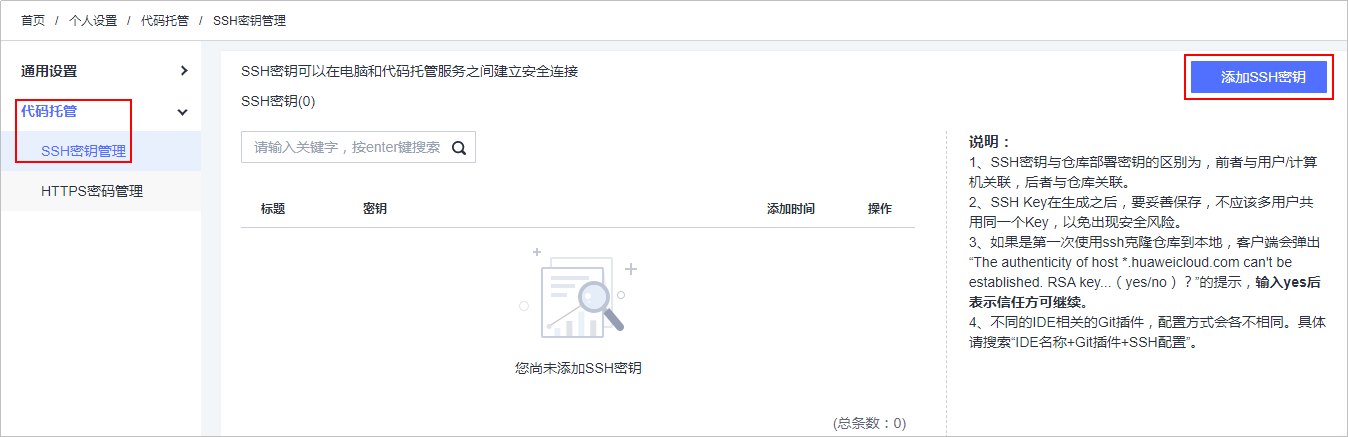 首页 / 个人设置 / 代码托管 / SSH密钥管理
通用设置
代码托管
SSH密钥管理
HTTPS密码管理
SSH密钥可以在电脑和代码托管服务之间建立安全连接
添加SSH密钥
SSH密钥(0)
请输入关键字，按enter键搜索
标题 密钥 添加时间 操作
您尚未添加SSH密钥
(总条数：0)
说明：
1、SSH密钥与仓库部署密钥的区别为，前者与用户/计算
机关联，后者与仓库关联。
2、SSH Key在生成之后，要妥善保存，不应该多用户共
用同一个Key，以免出现安全风险。
3、如果是第一次使用ssh克隆仓库到本地，客户端会弹出
“The authenticity of host *.huaweicloud.com can't be
established. RSA key...（yes/no）？”的提示，输入yes后
表示信任方可继续。
4、不同的IDE相关的Git插件，配置方式会各不相同。具体
请搜索“IDE名称+Git插件+SSH配置”。